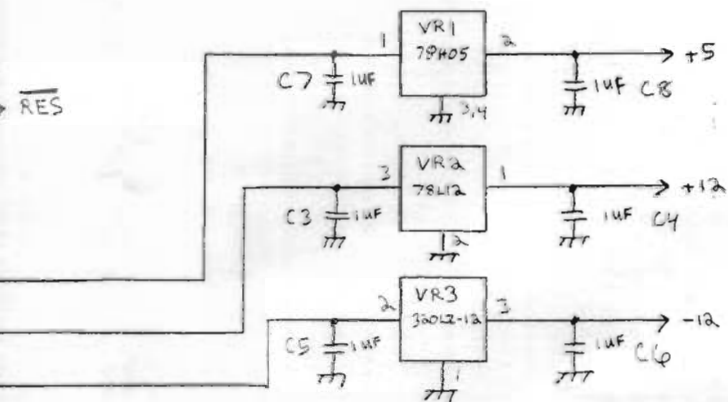 VR1
1
78H05
2
+5
C7
1UF
1UF
C8
3,4
RES
VR2
3
78L12
1
+12
C3
1UF
1UF
C4
2
VR3
2
320LZ-12
3
-12
C5
1UF
1UF
C6
1